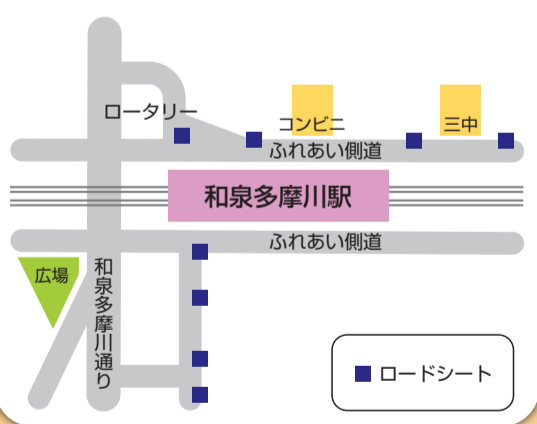 ロータリー
コンビニ
三中
ふれあい側道
和泉多摩川駅
ふれあい側道
広場
和泉多摩川通り
ロードシート